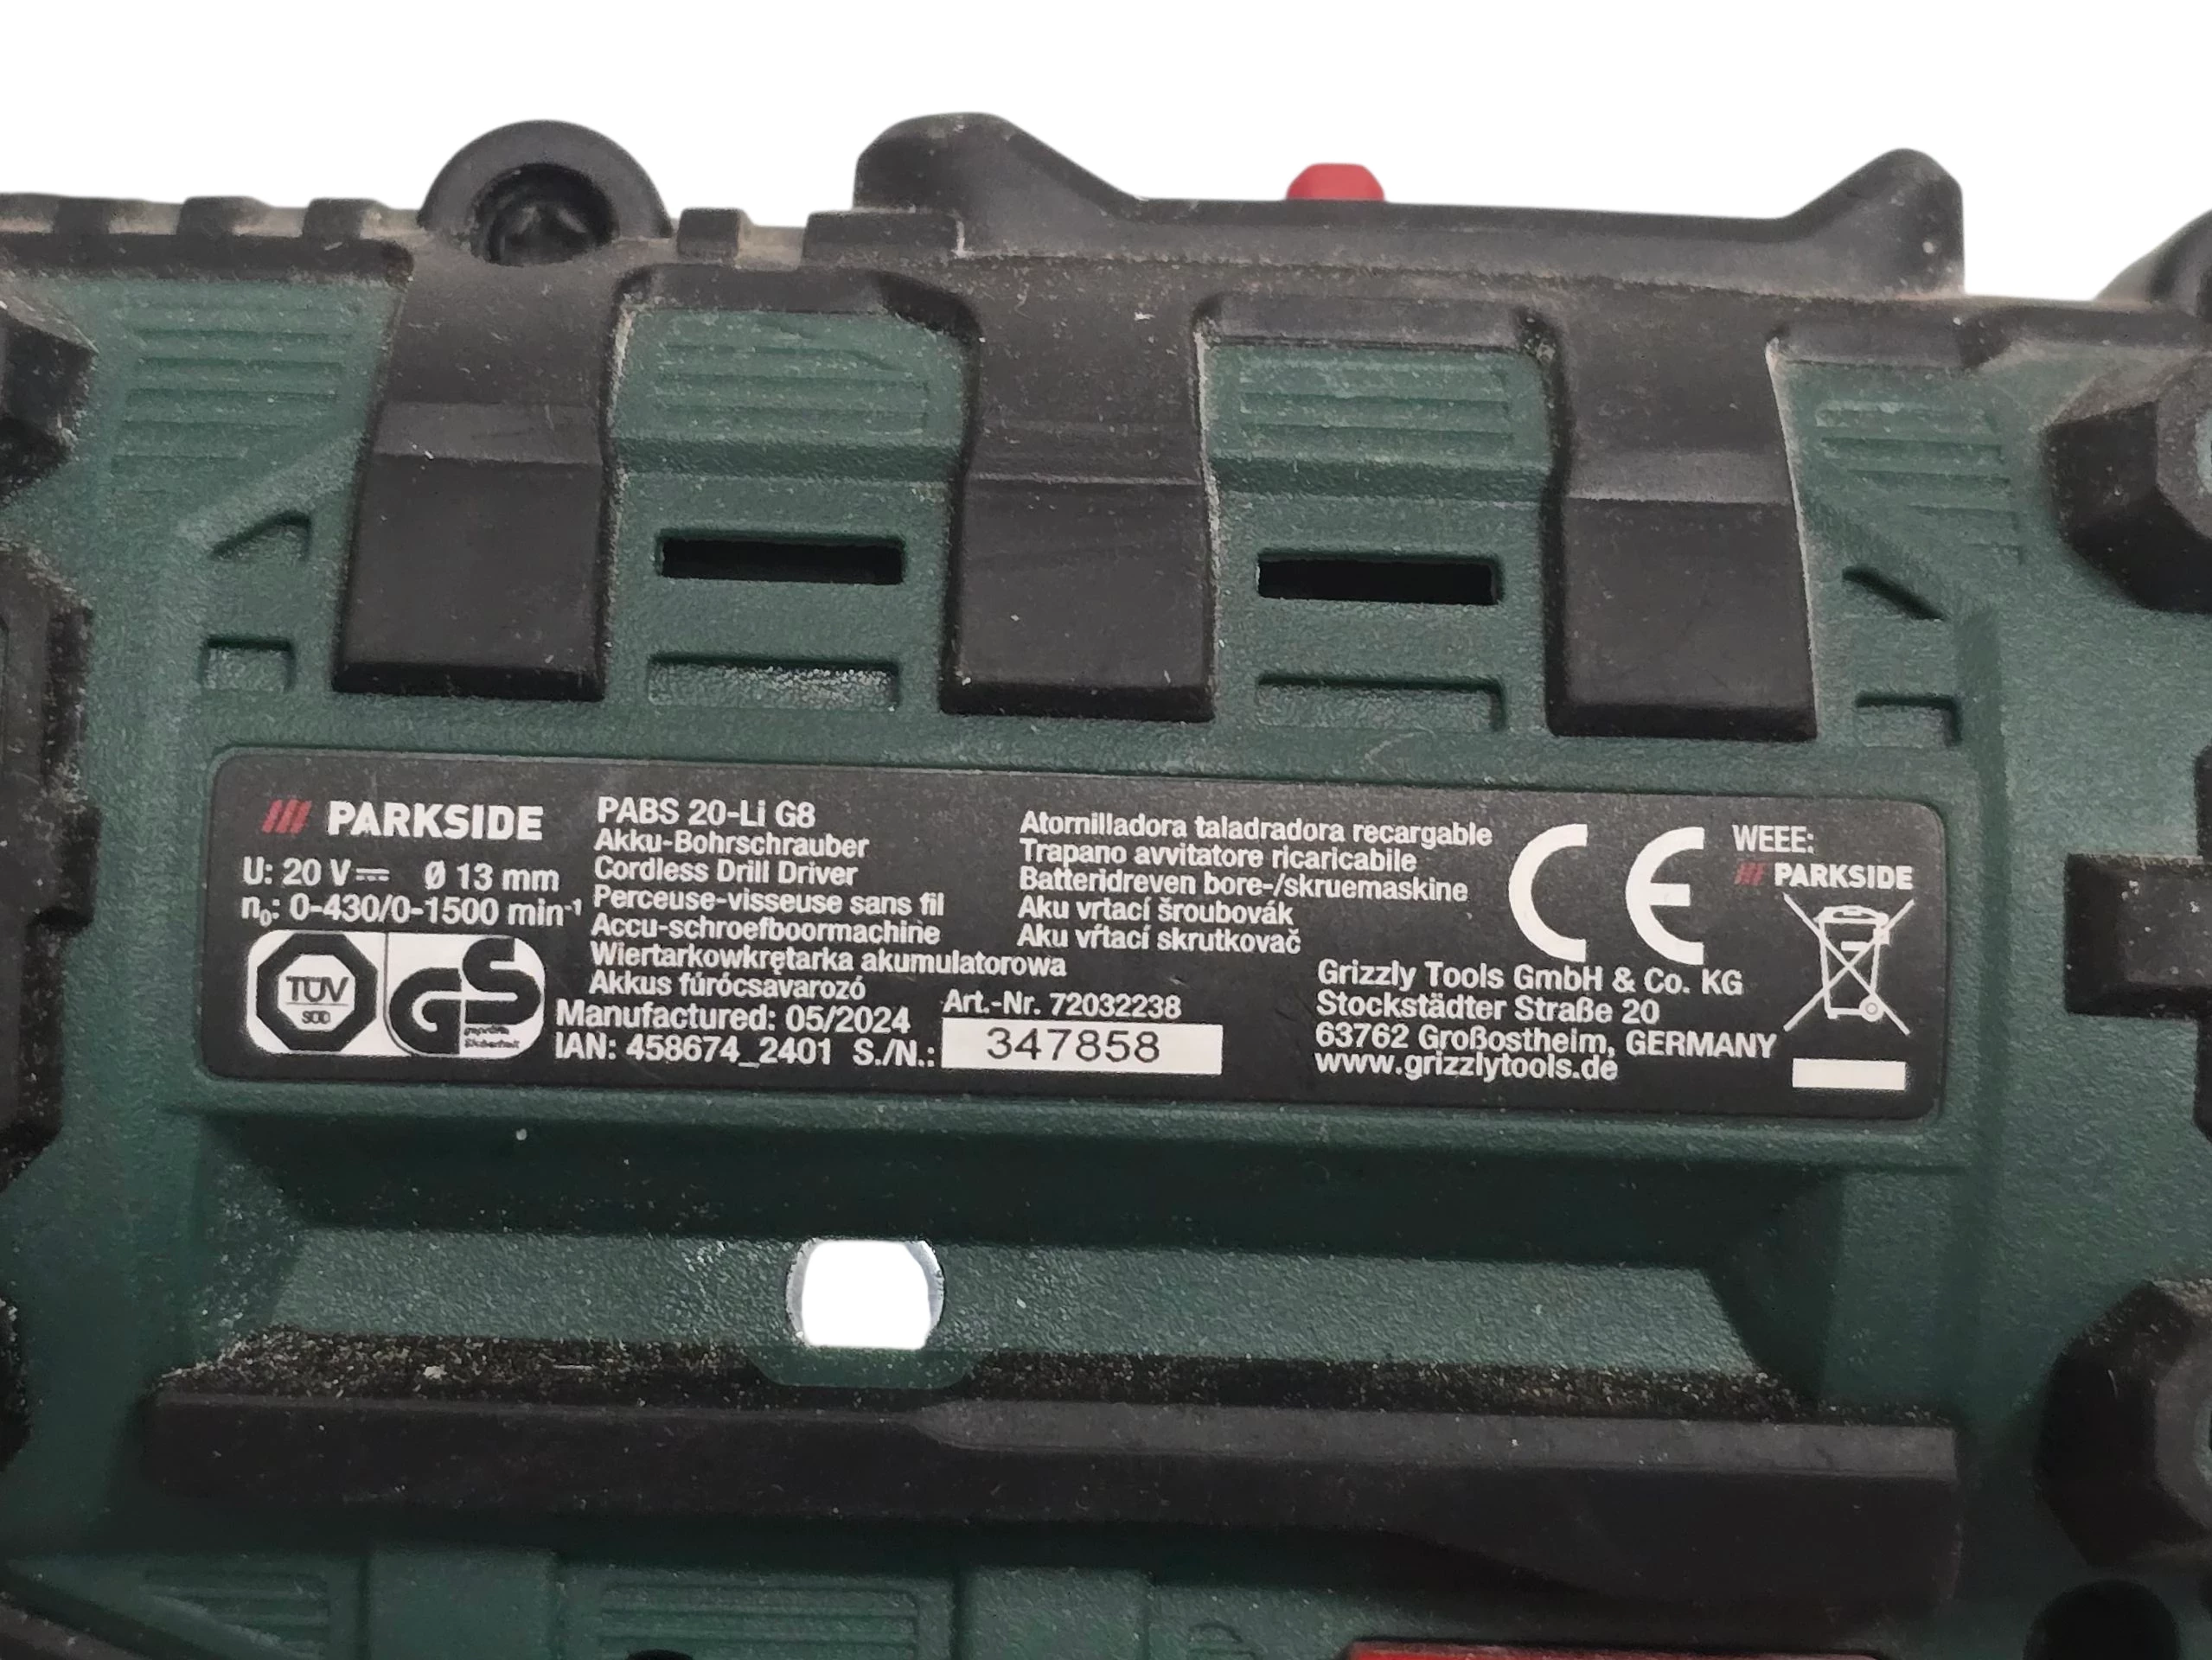 PARKSIDE
U: 20 V⎓ Ø 13 mm
n₀: 0-430/0-1500 min⁻¹
TÜV
SÜD
GS
geprüfte
Sicherheit
PABS 20-Li G8
Akku-Bohrschrauber
Cordless Drill Driver
Perceuse-visseuse sans fil
Accu-schroefboormachine
Wiertarkowkrętarka akumulatorowa
Akkus fúrócsavarozó
Manufactured: 05/2024
IAN: 458674_2401 S./N.:
Atornilladora taladradora recargable
Trapano avvitatore ricaricabile
Batteridreven bore-/skruemaskine
Aku vrtací šroubovák
Aku vŕtací skrutkovač
Art.-Nr. 72032238
347858
CE
Grizzly Tools GmbH & Co. KG
Stockstädter Straße 20
63762 Großostheim, GERMANY
www.grizzlytools.de
WEEE:
PARKSIDE